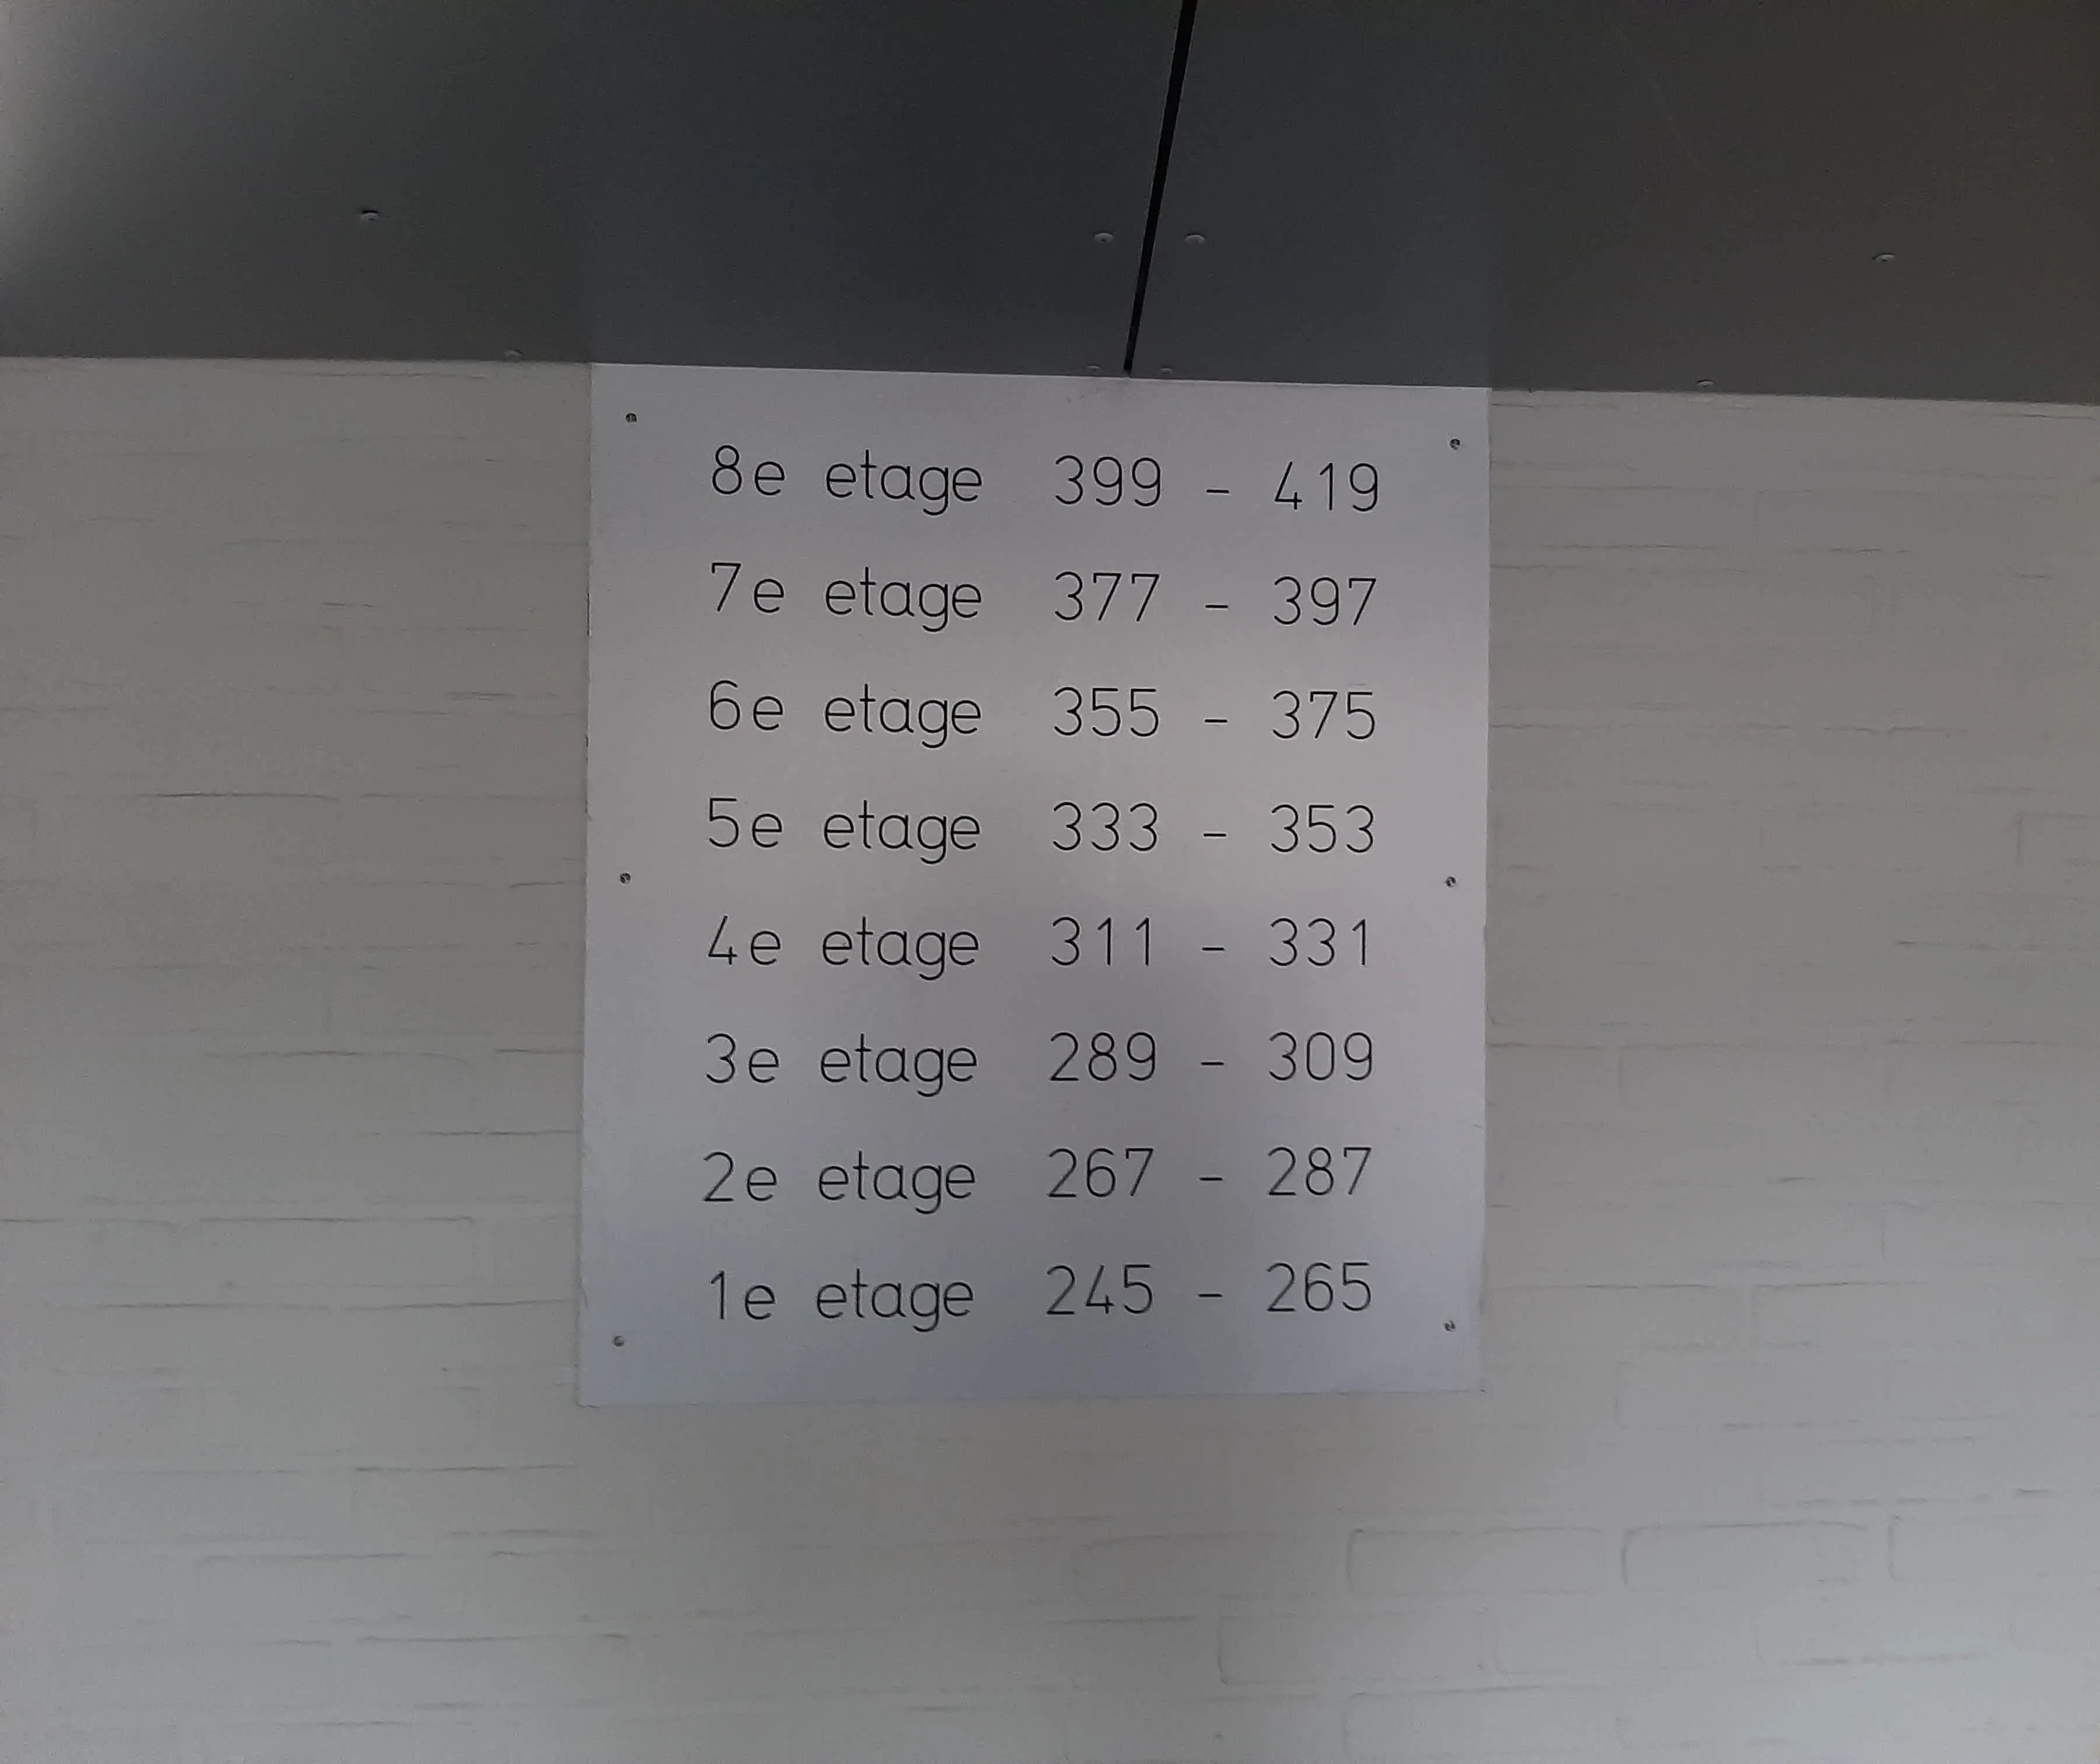 8e etage 399 - 419
7e etage 377 - 397
6e etage 355 - 375
5e etage 333 - 353
4e etage 311 - 331
3e etage 289 - 309
2e etage 267 - 287
1e etage 245 - 265